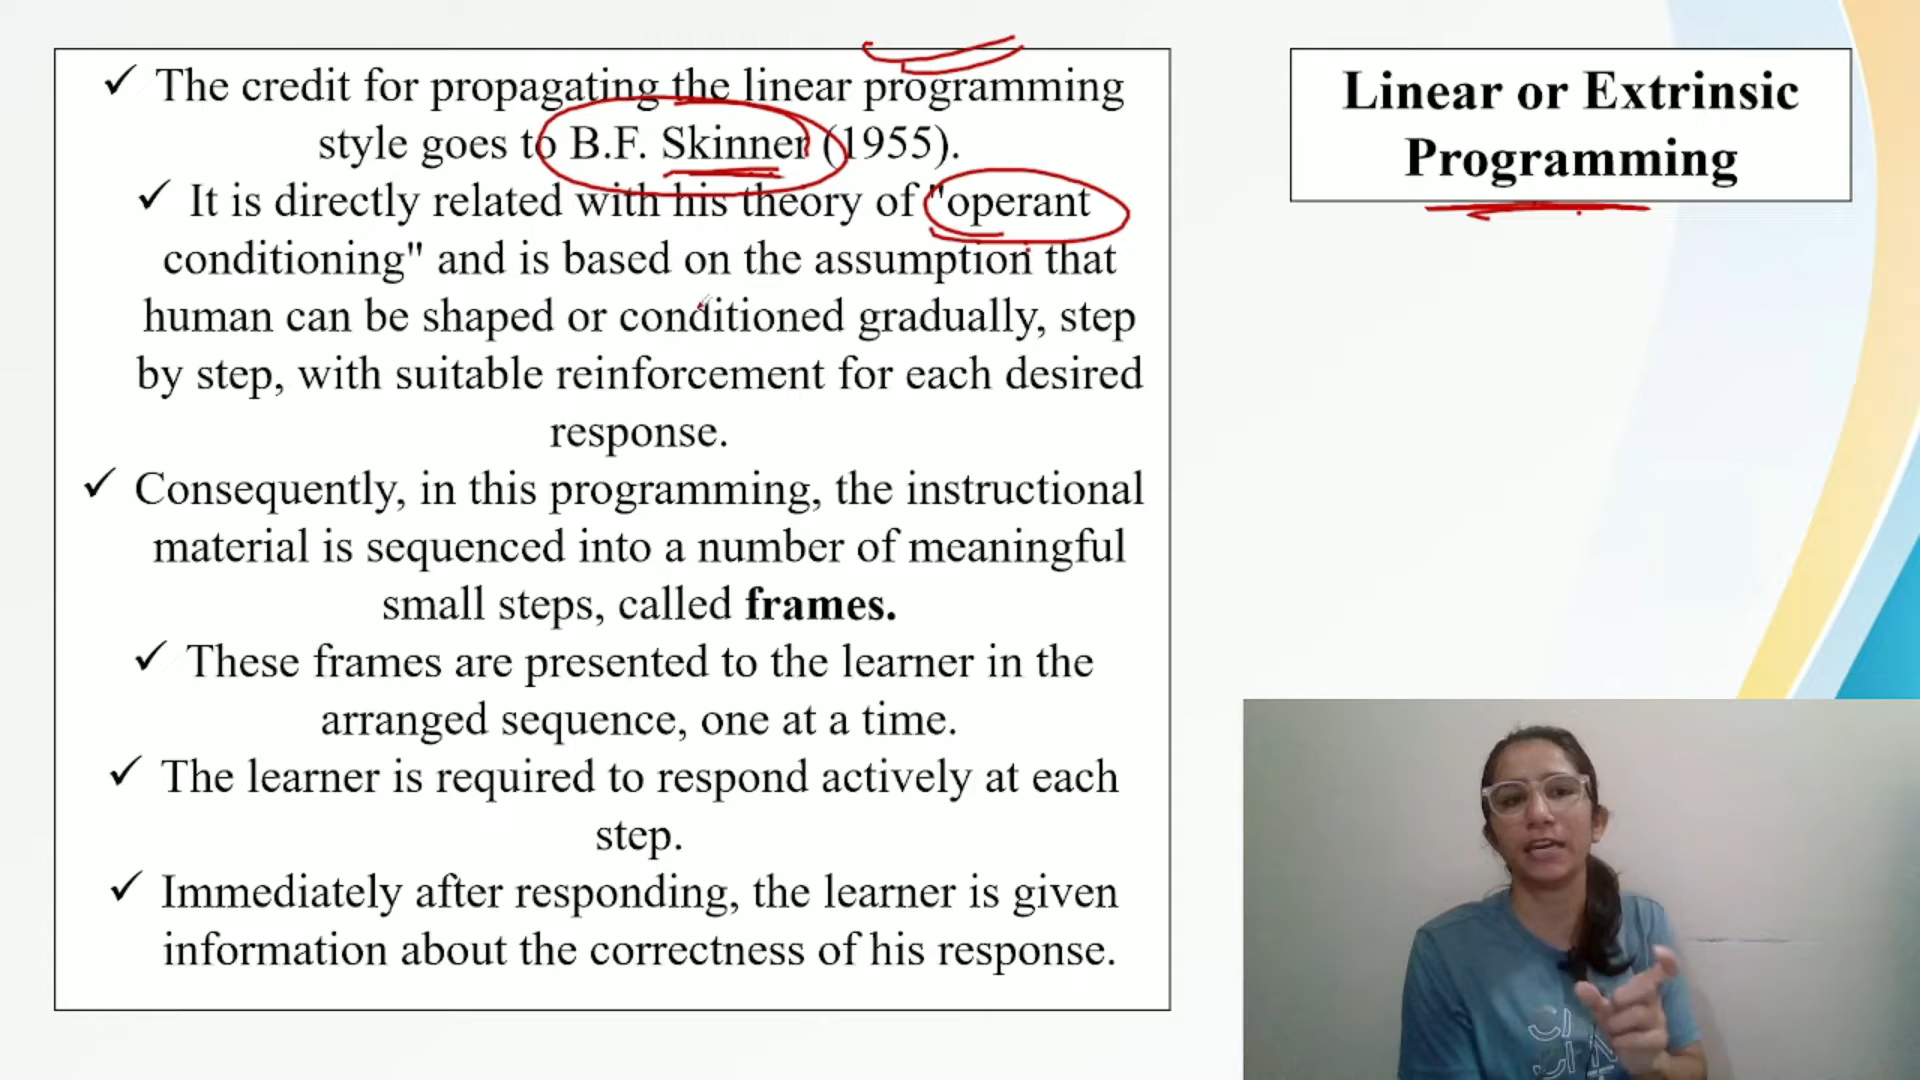 ✓ The credit for propagating the linear programming
style goes to B.F. Skinner (1955).
✓ It is directly related with his theory of "operant
conditioning" and is based on the assumption that
human can be shaped or conditioned gradually, step
by step, with suitable reinforcement for each desired
response.
✓ Consequently, in this programming, the instructional
material is sequenced into a number of meaningful
small steps, called frames.
✓ These frames are presented to the learner in the
arranged sequence, one at a time.
✓ The learner is required to respond actively at each
step.
✓ Immediately after responding, the learner is given
information about the correctness of his response.
Linear or Extrinsic
Programming